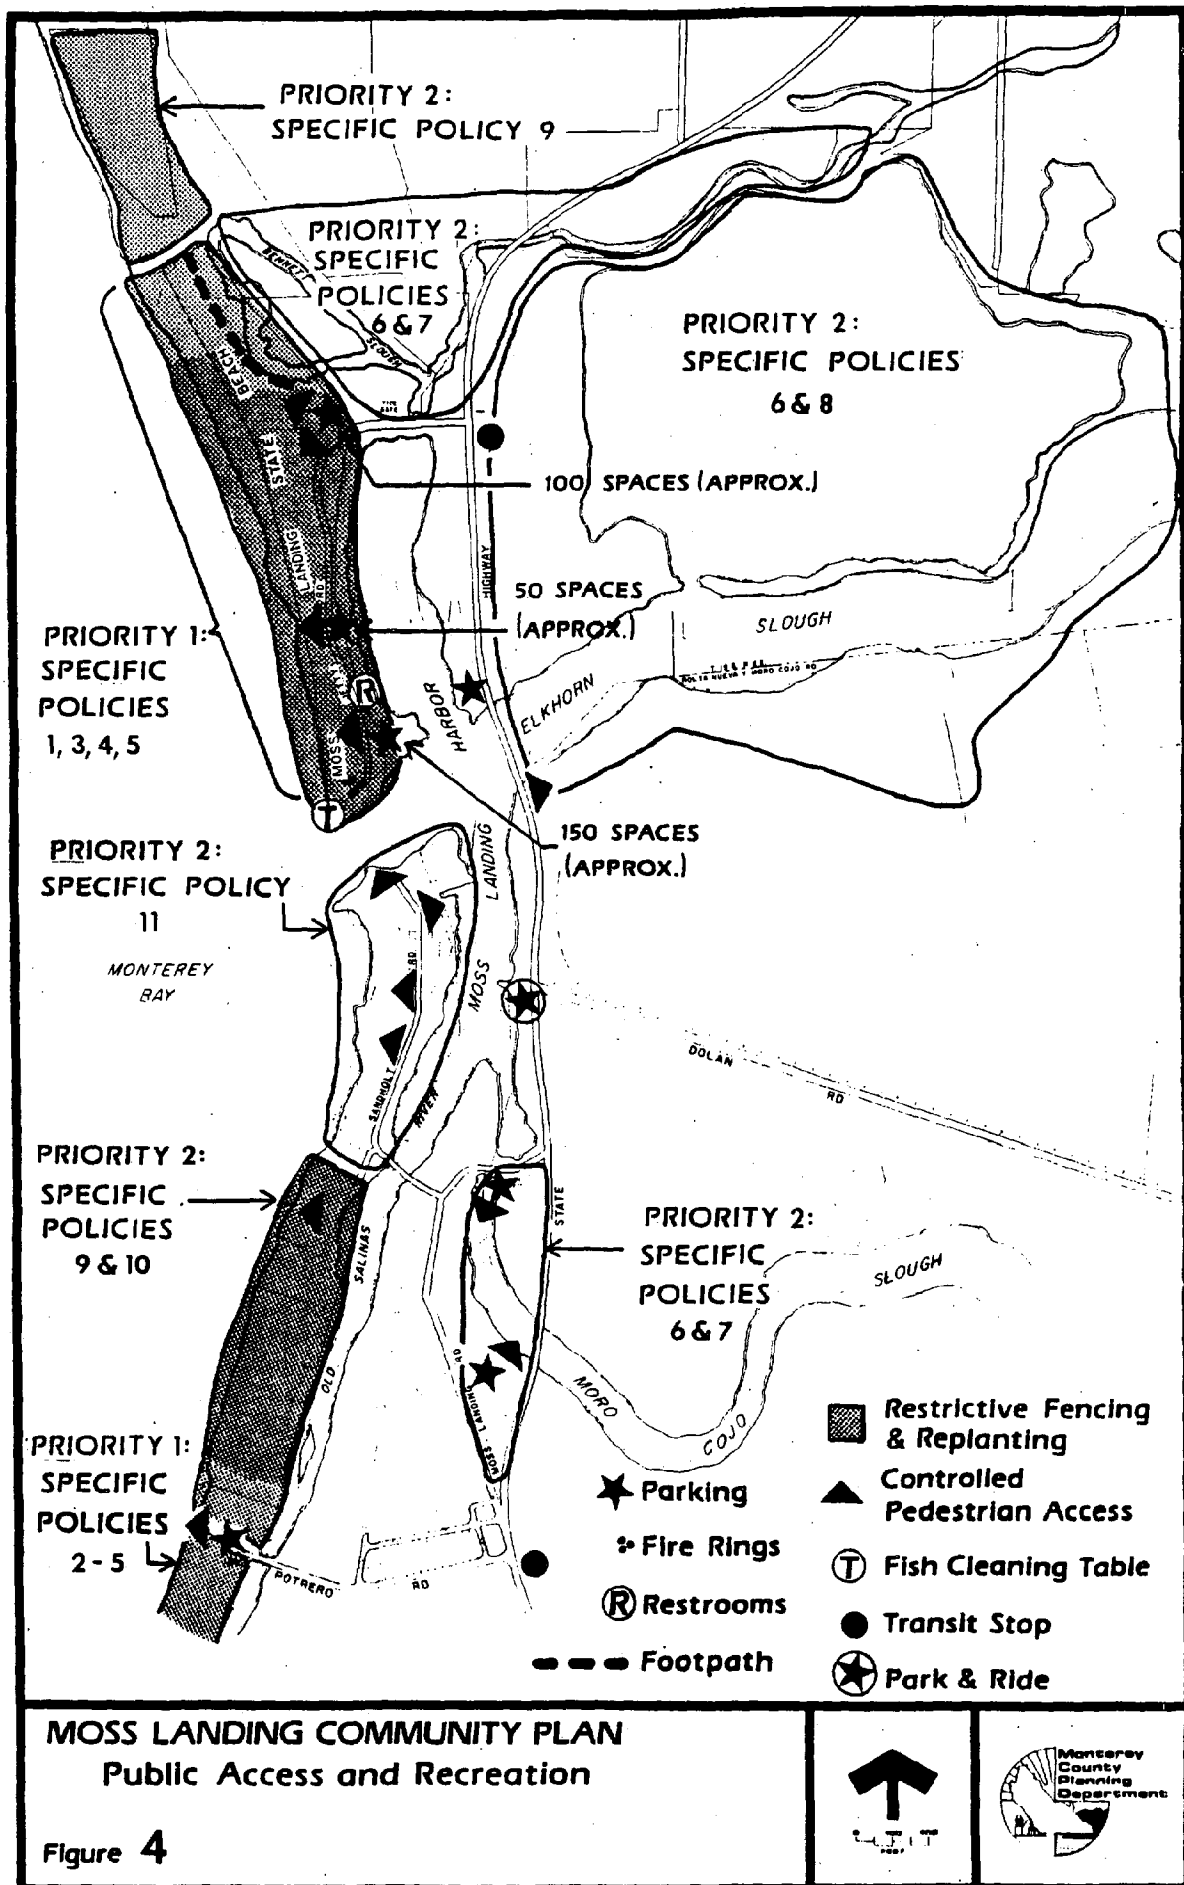 PRIORITY 2:
SPECIFIC POLICY 9
PRIORITY 2:
SPECIFIC
POLICIES
6 & 7
BENNETT
SLOUGH
PRIORITY 2:
SPECIFIC POLICIES
6 & 8
BEACH
STATE
LANDING
RD
MOSS
100 SPACES (APPROX.)
HIGHWAY
50 SPACES
(APPROX.)
SLOUGH
ELKHORN
HARBOR
PRIORITY 1:
SPECIFIC
POLICIES
1, 3, 4, 5
R
T
150 SPACES
(APPROX.)
LANDING
MOSS
PRIORITY 2:
SPECIFIC POLICY
11
MONTEREY
BAY
RD
SANDHOLT
RIVER
DOLAN
RD
PRIORITY 2:
SPECIFIC
POLICIES
9 & 10
SALINAS
OLD
STATE
PRIORITY 2:
SPECIFIC
POLICIES
6 & 7
SLOUGH
MORO
COJO
RD
MOSS LANDING
PRIORITY 1:
SPECIFIC
POLICIES
2 - 5
POTRERO
RD
Restrictive Fencing
& Replanting
Parking
Controlled
Pedestrian Access
Fire Rings
T Fish Cleaning Table
R Restrooms
Transit Stop
Footpath
Park & Ride
MOSS LANDING COMMUNITY PLAN
Public Access and Recreation
Figure 4
Monterey
County
Planning
Department